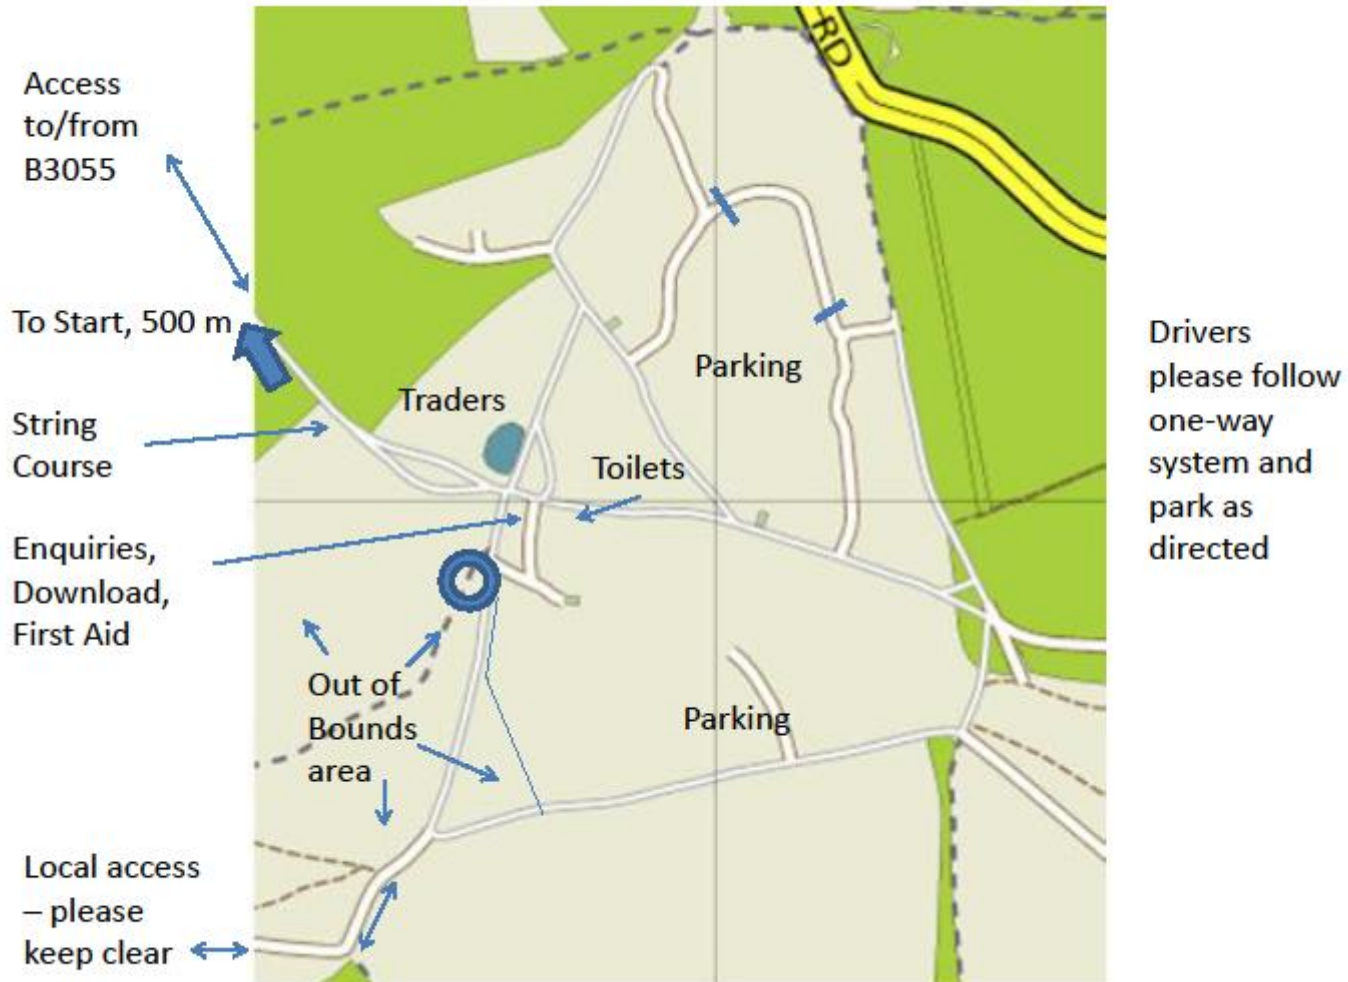 Access
to/from
B3055
To Start, 500 m
String
Course
Enquiries,
Download,
First Aid
Local access
– please
keep clear
RD
Traders
Toilets
Parking
Out of
Bounds
area
Parking
Drivers
please follow
one-way
system and
park as
directed